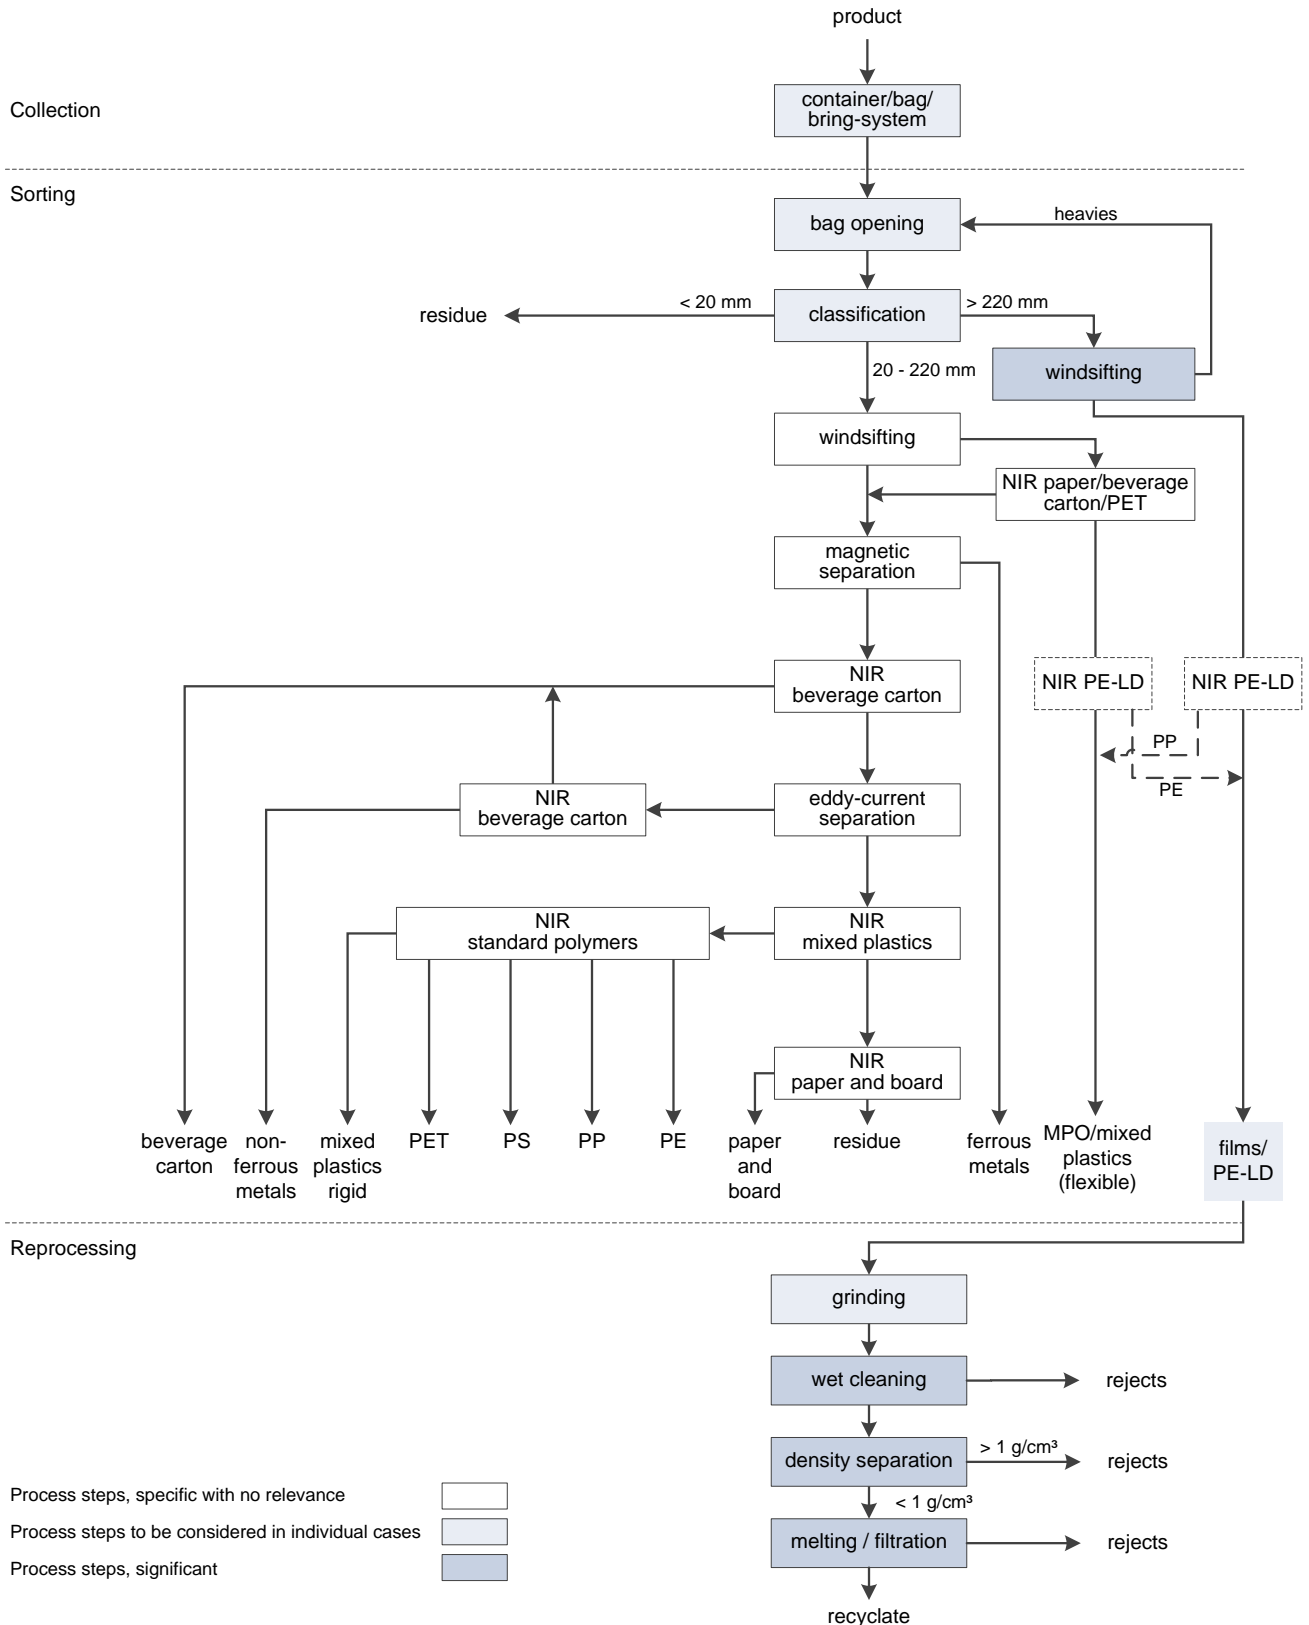 product
Collection
container/bag/
bring-system
Sorting
bag opening
heavies
residue
< 20 mm
classification
> 220 mm
20 - 220 mm
windsifting
windsifting
NIR paper/beverage
carton/PET
magnetic
separation
NIR
beverage carton
NIR PE-LD
NIR PE-LD
PP
PE
NIR
beverage carton
eddy-current
separation
NIR
standard polymers
NIR
mixed plastics
NIR
paper and board
beverage
carton
non-
ferrous
metals
mixed
plastics
rigid
PET
PS
PP
PE
paper
and
board
residue
ferrous
metals
MPO/mixed
plastics
(flexible)
films/
PE-LD
Reprocessing
grinding
wet cleaning
rejects
density separation
> 1 g/cm³
rejects
< 1 g/cm³
melting / filtration
rejects
recyclate
Process steps, specific with no relevance
Process steps to be considered in individual cases
Process steps, significant